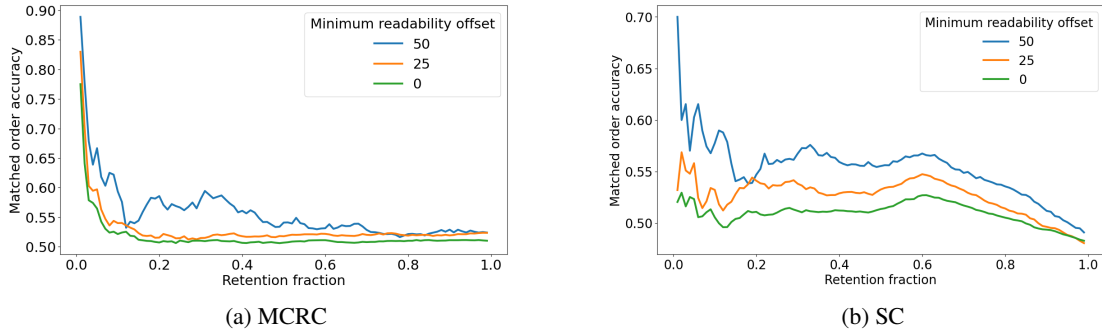 Matched order accuracy
0.90
0.85
0.80
0.75
0.70
0.65
0.60
0.55
0.50
Minimum readability offset
50
25
0
0.0 0.2 0.4 0.6 0.8 1.0
Retention fraction
(a) MCRC
Matched order accuracy
0.70
0.65
0.60
0.55
0.50
Minimum readability offset
50
25
0
0.0 0.2 0.4 0.6 0.8 1.0
Retention fraction
(b) SC